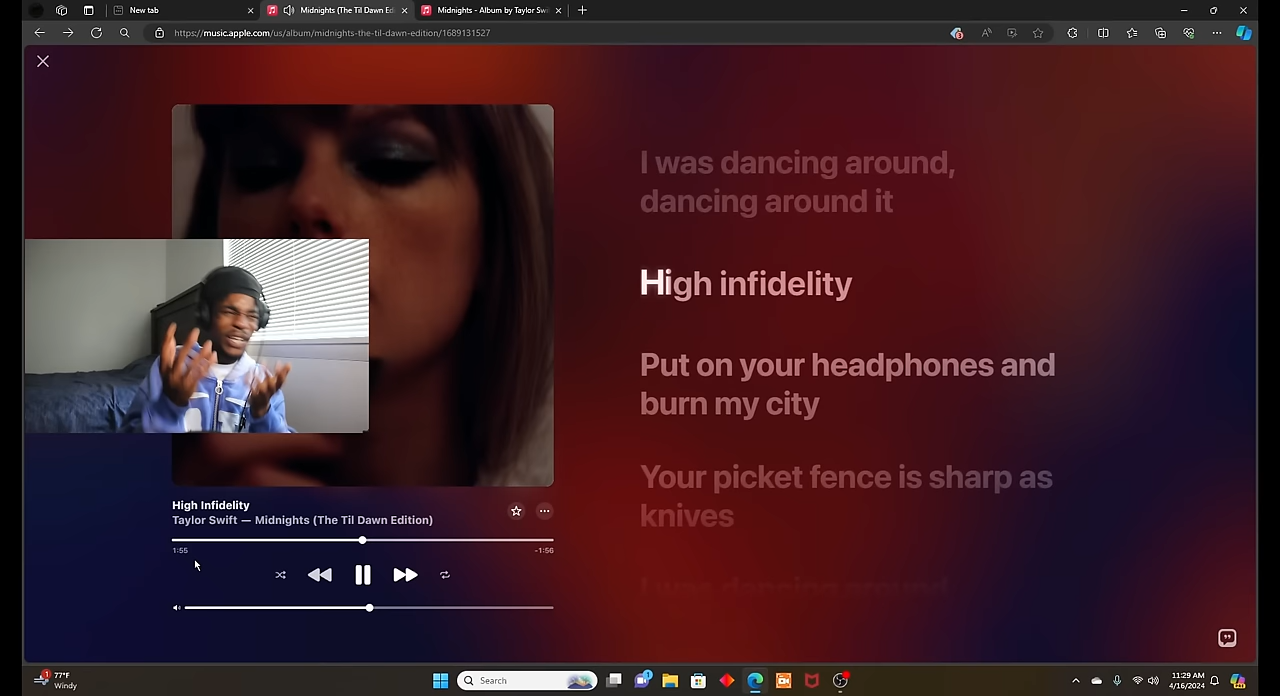 New tab
Midnights (The Til Dawn Ed
Midnights - Album by Taylor Sw
https://music.apple.com/us/album/midnights-the-til-dawn-edition/1689131527
I was dancing around,
dancing around it
High infidelity
Put on your headphones and
burn my city
Your picket fence is sharp as
knives
I was dancing around
High Infidelity
Taylor Swift — Midnights (The Til Dawn Edition)
1:55
-1:56
77°F
Windy
Search
11:29 AM
4/16/2024